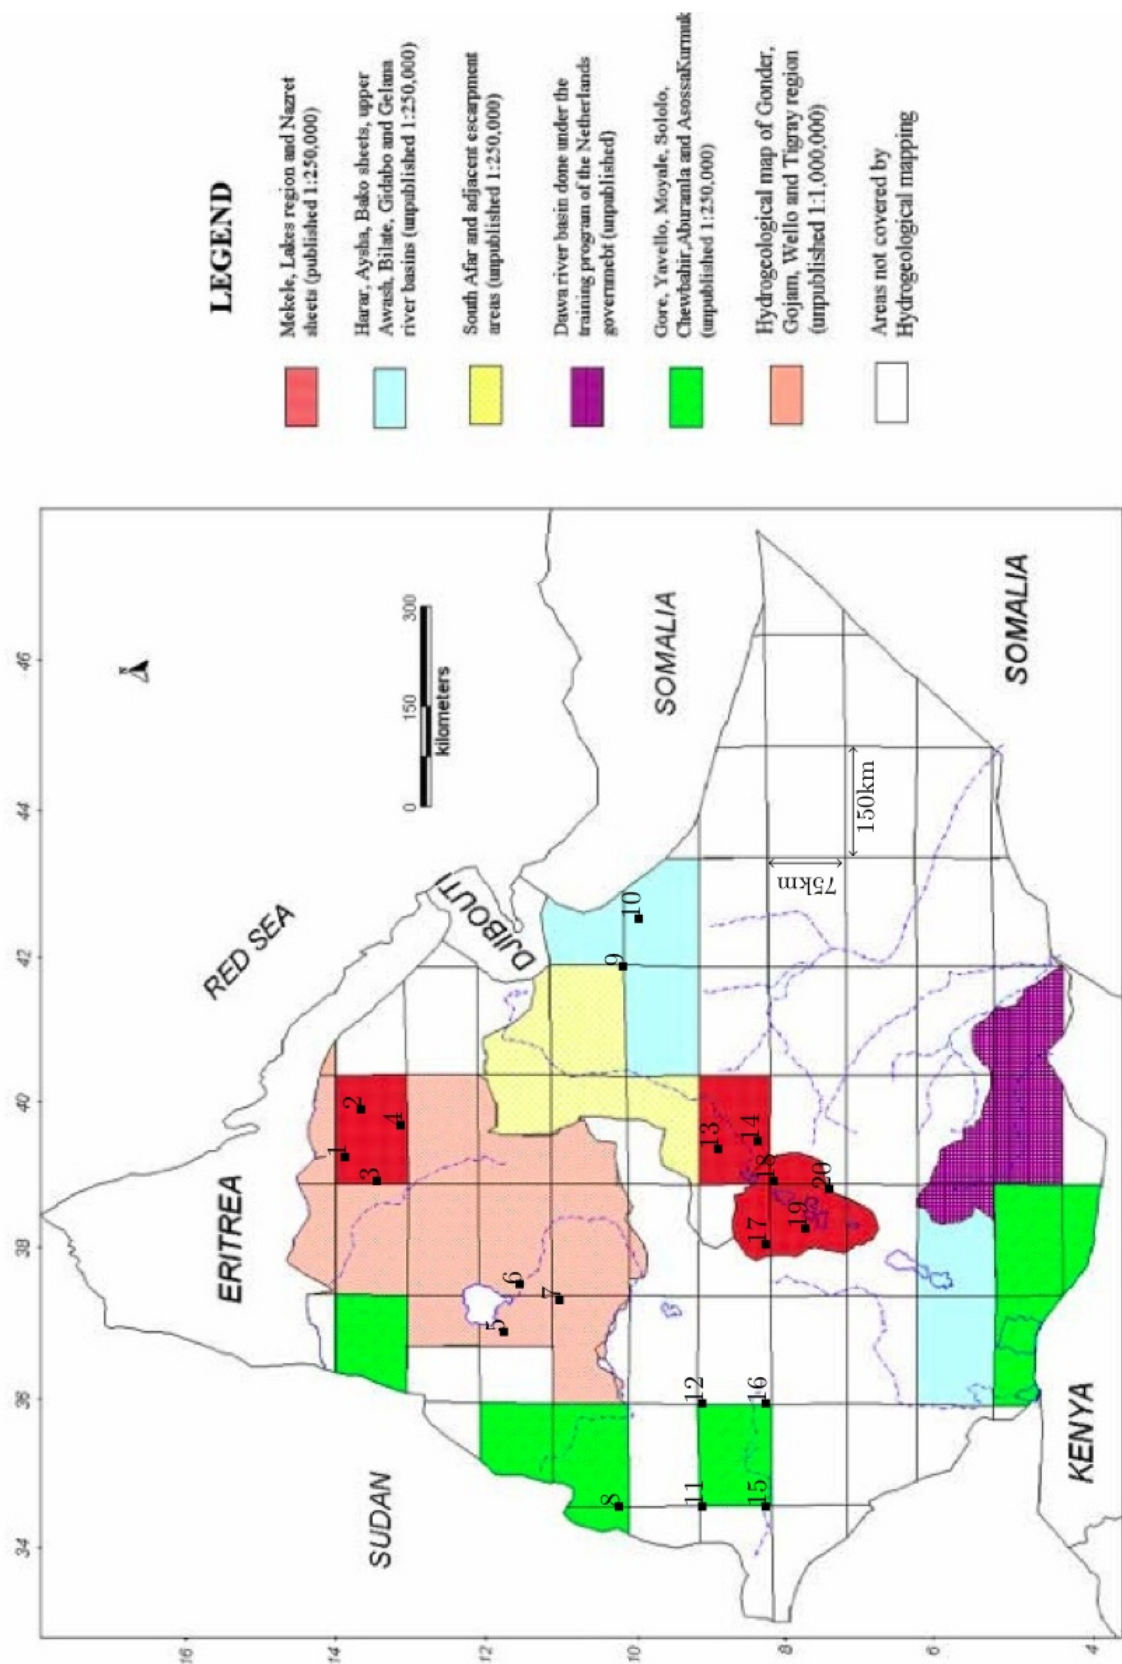 LEGEND
Mekele, Lakes region and Nazret
sheets (published 1:250,000)
Harar, Aysha, Bako sheets, upper
Awash, Bilate, Gidabo and Gelana
river basins (unpublished 1:250,000)
South Afar and adjacent escarpment
areas (unpublished 1:250,000)
Dawa river basin done under the
training program of the Netherlands
governmebt (unpublished)
Gore, Yavello, Moyale, Sololo,
Chewbahir,Aburamla and AsossaKurmuk
(unpublished 1:250,000)
Hydrogeological map of Gonder,
Gojam, Wello and Tigray region
(unpublished 1:1,000,000)
Areas not covered by
Hydrogeological mapping
34
36
38
40
42
44
46
16
14
12
10
8
6
4
N
0
150
300
kilometers
RED SEA
ERITREA
SUDAN
DJIBOUTI
SOMALIA
SOMALIA
KENYA
150km
75km
1
2
3
4
5
6
7
8
9
10
11
12
13
14
15
16
17
18
19
20